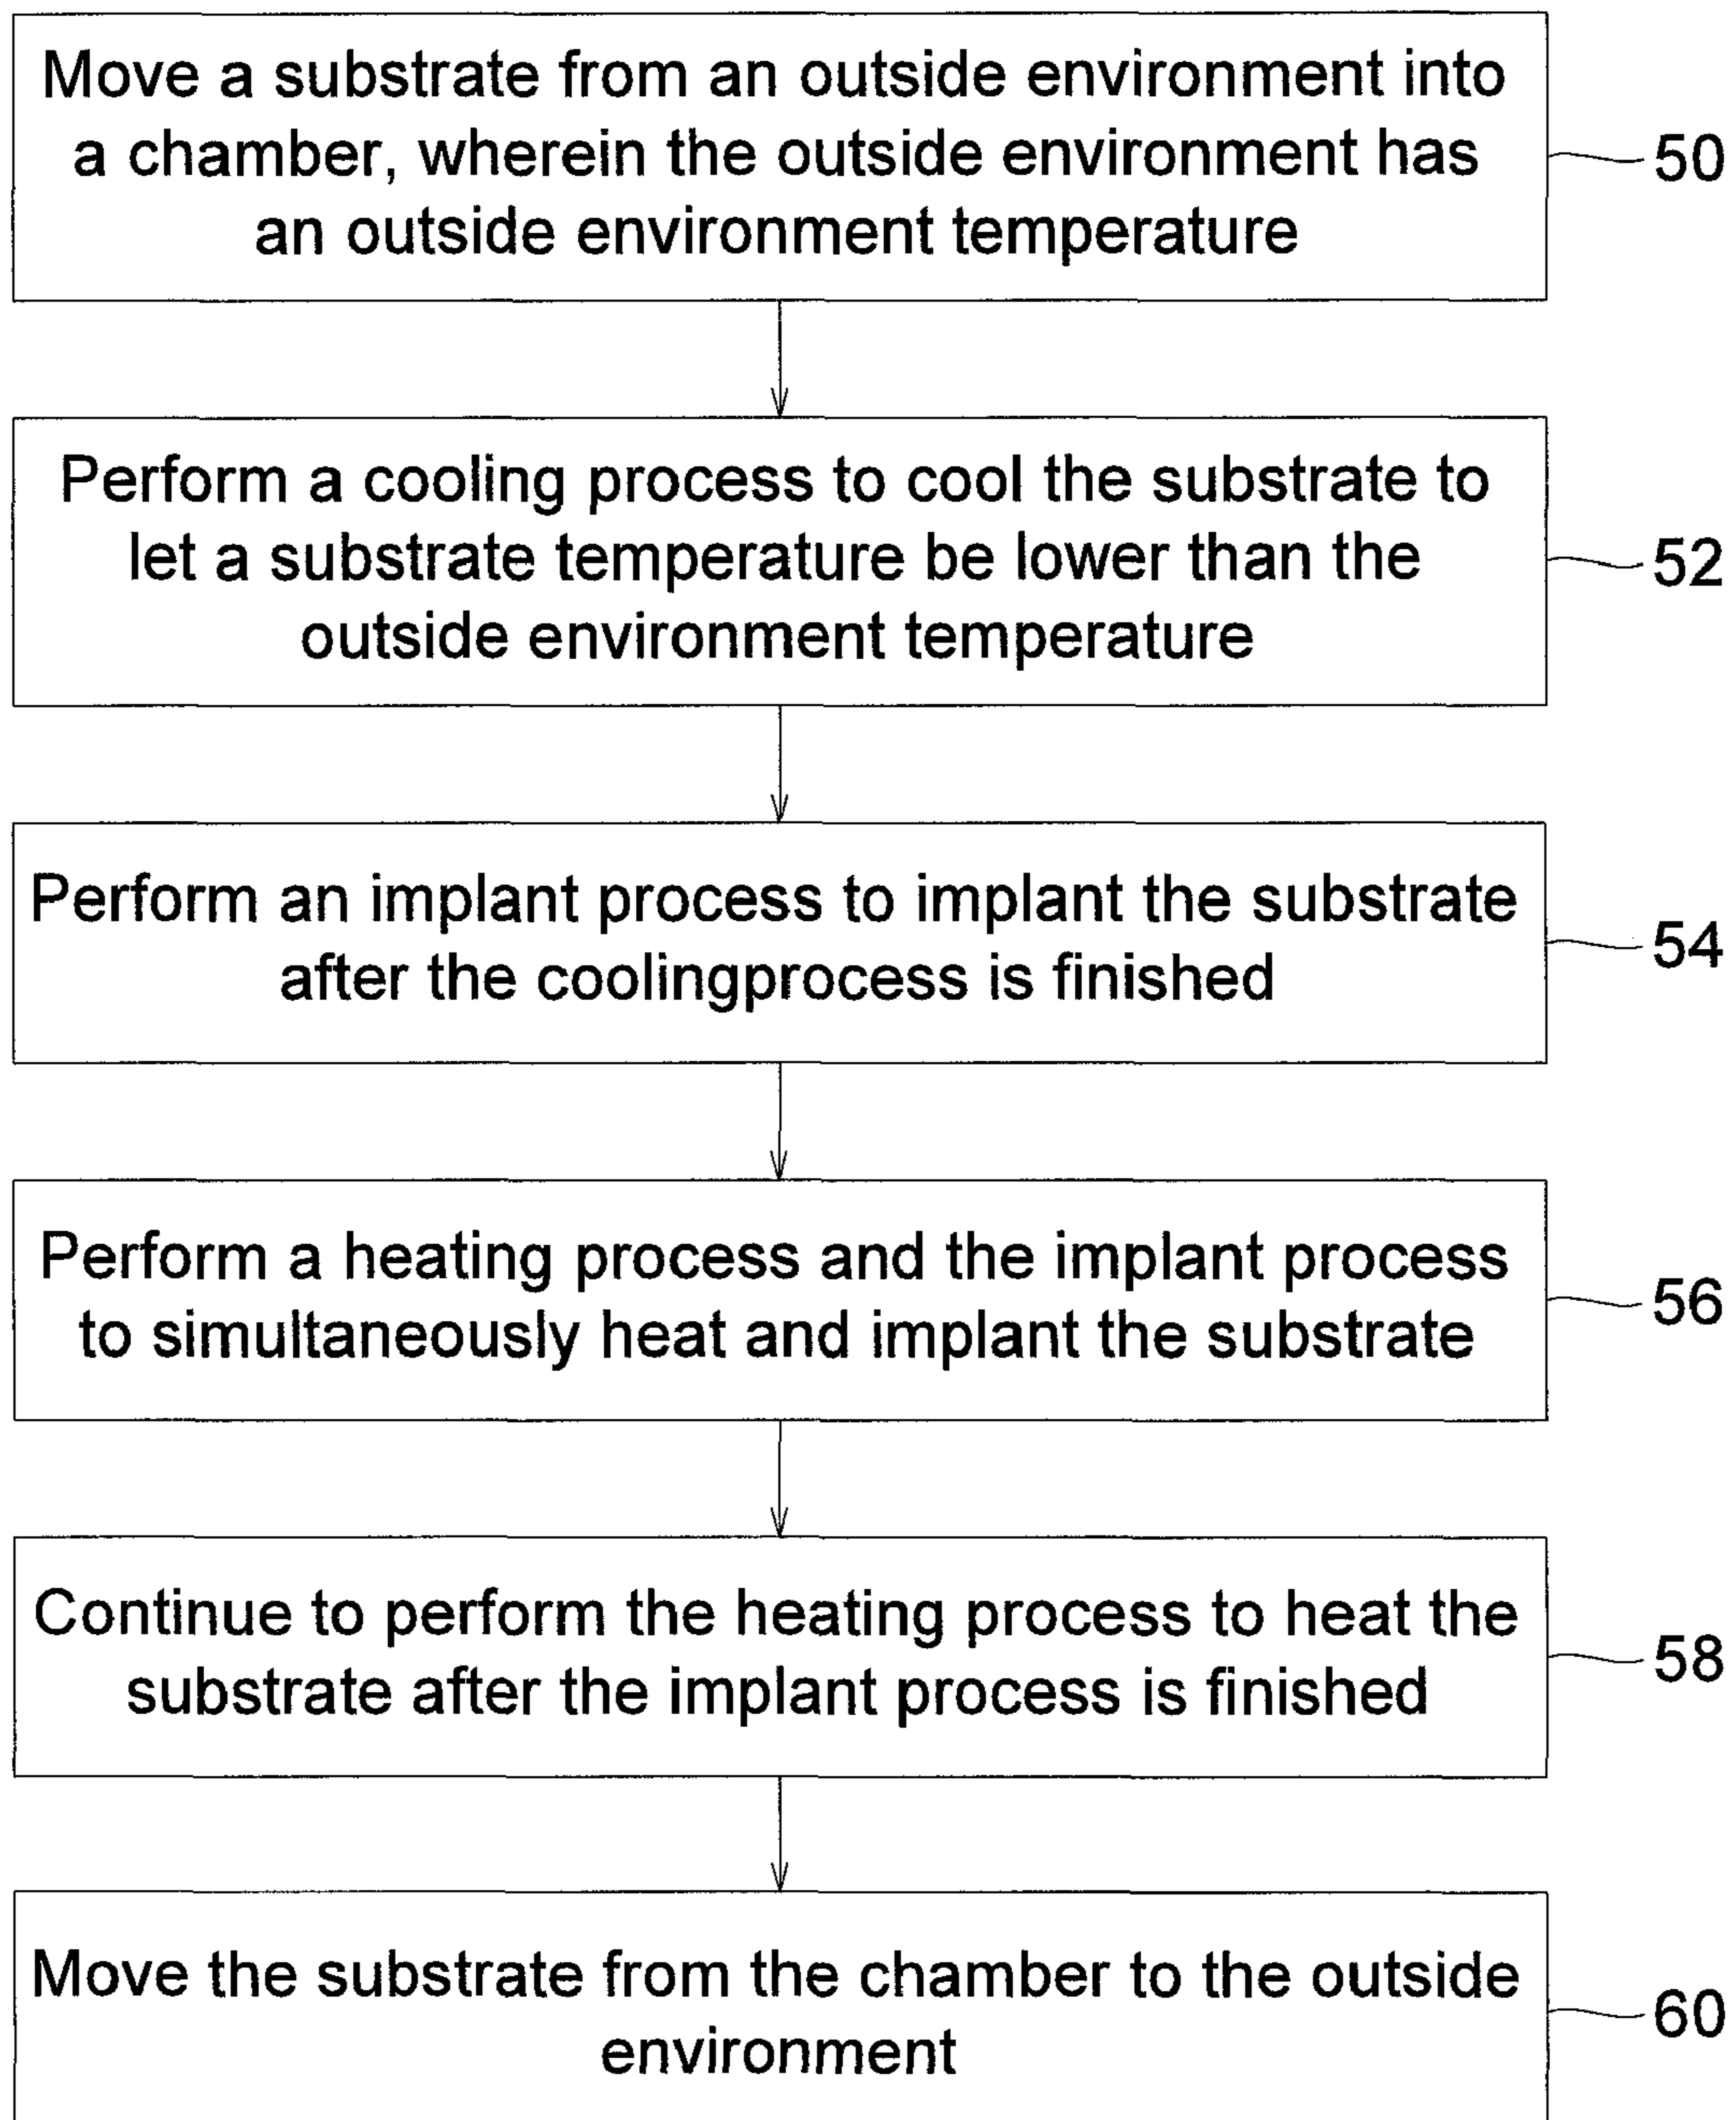 Move a substrate from an outside environment into
a chamber, wherein the outside environment has
an outside environment temperature
50
Perform a cooling process to cool the substrate to
let a substrate temperature be lower than the
outside environment temperature
52
Perform an implant process to implant the substrate
after the coolingprocess is finished
54
Perform a heating process and the implant process
to simultaneously heat and implant the substrate
56
Continue to perform the heating process to heat the
substrate after the implant process is finished
58
Move the substrate from the chamber to the outside
environment
60